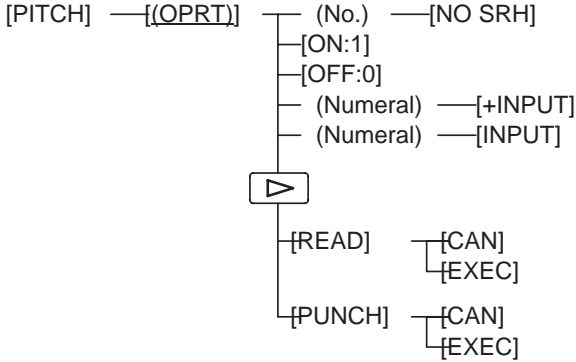 [PITCH] [(OPRT)] (No.) [NO SRH]
[ON:1]
[OFF:0]
(Numeral) [+INPUT]
(Numeral) [INPUT]
[READ] [CAN]
[EXEC]
[PUNCH] [CAN]
[EXEC]